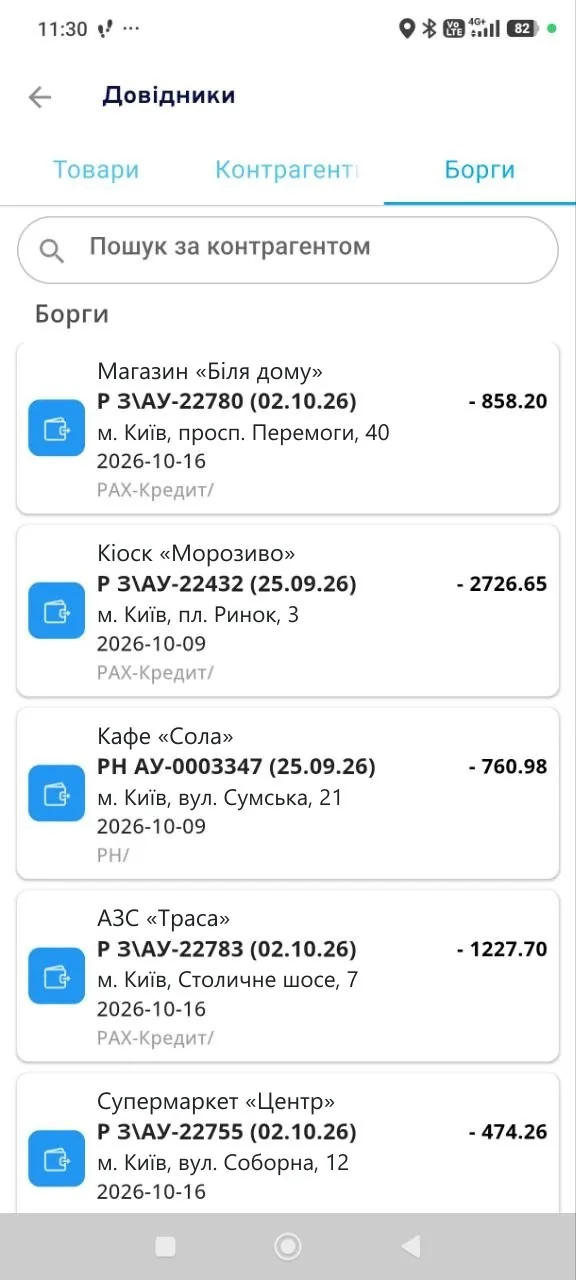 11:30
VoLTE 4G+ 82
Довідники
Товари Контрагент Борги
Пошук за контрагентом
Борги
Магазин «Біля дому»
Р З\АУ-22780 (02.10.26) - 858.20
м. Київ, просп. Перемоги, 40
2026-10-16
РАХ-Кредит/
Кіоск «Морозиво»
Р З\АУ-22432 (25.09.26) - 2726.65
м. Київ, пл. Ринок, 3
2026-10-09
РАХ-Кредит/
Кафе «Сола»
РН АУ-0003347 (25.09.26) - 760.98
м. Київ, вул. Сумська, 21
2026-10-09
РН/
АЗС «Траса»
Р З\АУ-22783 (02.10.26) - 1227.70
м. Київ, Столичне шосе, 7
2026-10-16
РАХ-Кредит/
Супермаркет «Центр»
Р З\АУ-22755 (02.10.26) - 474.26
м. Київ, вул. Соборна, 12
2026-10-16